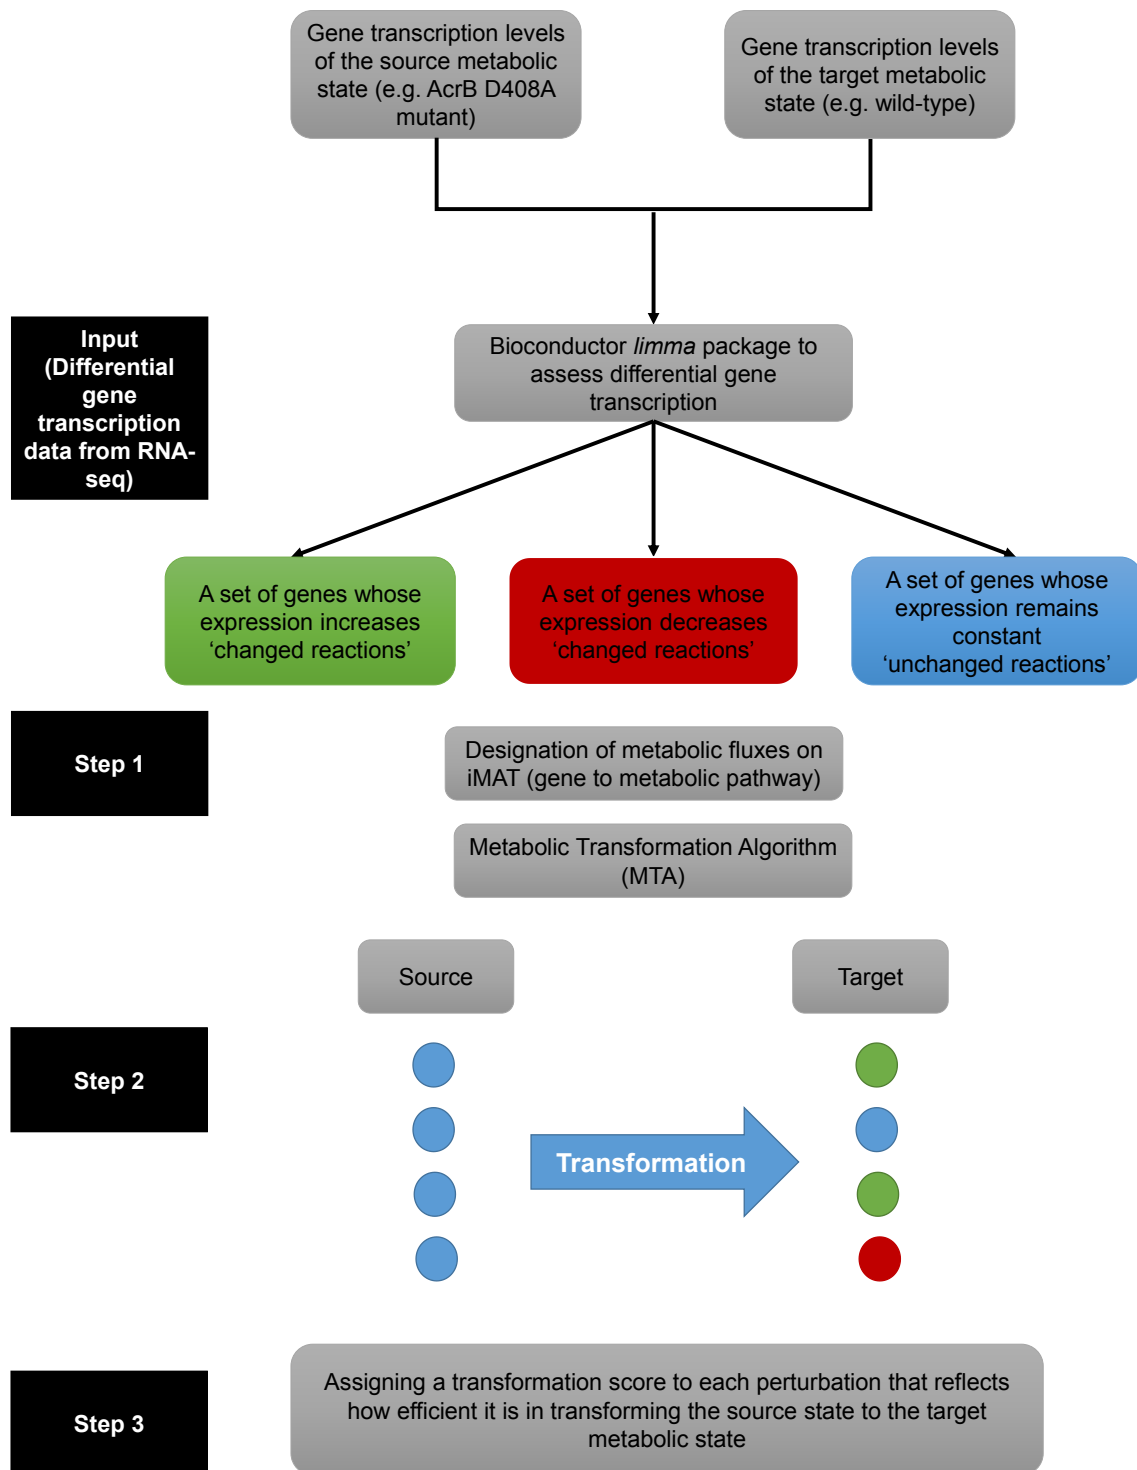 Gene transcription levels
of the source metabolic
state (e.g. AcrB D408A
mutant)
Gene transcription levels
of the target metabolic
state (e.g. wild-type)
Input
(Differential
gene
transcription
data from RNA-
seq)
Bioconductor limma package to
assess differential gene
transcription
A set of genes whose
expression increases
‘changed reactions’
A set of genes whose
expression decreases
‘changed reactions’
A set of genes whose
expression remains
constant
‘unchanged reactions’
Step 1
Designation of metabolic fluxes on
iMAT (gene to metabolic pathway)
Metabolic Transformation Algorithm
(MTA)
Source
Target
Step 2
Transformation
Step 3
Assigning a transformation score to each perturbation that reflects
how efficient it is in transforming the source state to the target
metabolic state